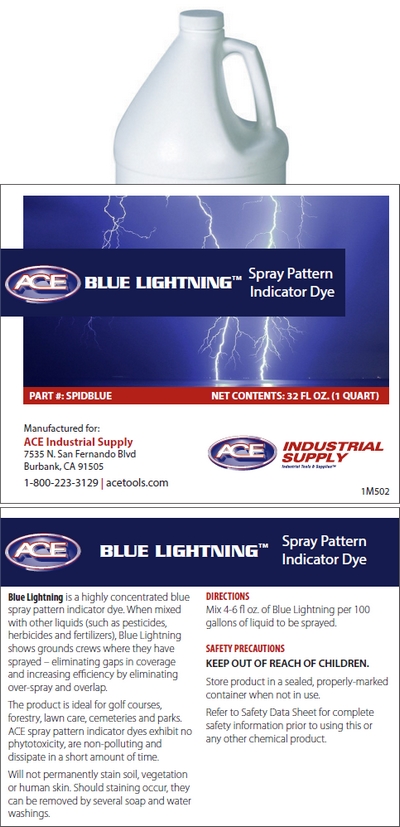 ACE BLUE LIGHTNING™ Spray Pattern
Indicator Dye
PART #: SPIDBLUE NET CONTENTS: 32 FL OZ. (1 QUART)
Manufactured for:
ACE Industrial Supply
7535 N. San Fernando Blvd
Burbank, CA 91505
1-800-223-3129 | acetools.com
ACE INDUSTRIAL
SUPPLY
Industrial Tools & Supplies™
1M502
ACE BLUE LIGHTNING™ Spray Pattern
Indicator Dye
Blue Lightning is a highly concentrated blue
spray pattern indicator dye. When mixed
with other liquids (such as pesticides,
herbicides and fertilizers), Blue Lightning
shows grounds crews where they have
sprayed – eliminating gaps in coverage
and increasing efficiency by eliminating
over-spray and overlap.
The product is ideal for golf courses,
forestry, lawn care, cemeteries and parks.
ACE spray pattern indicator dyes exhibit no
phytotoxicity, are non-polluting and
dissipate in a short amount of time.
Will not permanently stain soil, vegetation
or human skin. Should staining occur, they
can be removed by several soap and water
washings.
DIRECTIONS
Mix 4-6 fl oz. of Blue Lightning per 100
gallons of liquid to be sprayed.
SAFETY PRECAUTIONS
KEEP OUT OF REACH OF CHILDREN.
Store product in a sealed, properly-marked
container when not in use.
Refer to Safety Data Sheet for complete
safety information prior to using this or
any other chemical product.